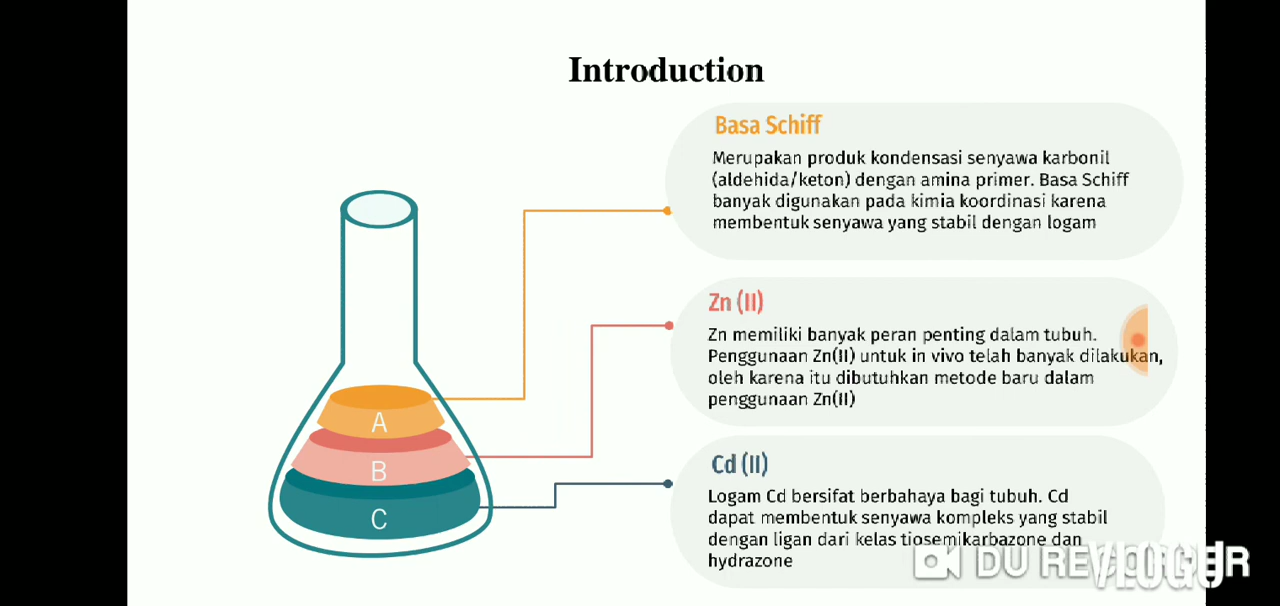 Introduction
Basa Schiff
Merupakan produk kondensasi senyawa karbonil
(aldehida/keton) dengan amina primer. Basa Schiff
banyak digunakan pada kimia koordinasi karena
membentuk senyawa yang stabil dengan logam
Zn (II)
Zn memiliki banyak peran penting dalam tubuh.
Penggunaan Zn(II) untuk in vivo telah banyak dilakukan,
oleh karena itu dibutuhkan metode baru dalam
penggunaan Zn(II)
A
B
C
Cd (II)
Logam Cd bersifat berbahaya bagi tubuh. Cd
dapat membentuk senyawa kompleks yang stabil
dengan ligan dari kelas tiosemikarbazone dan
hydrazone
DU